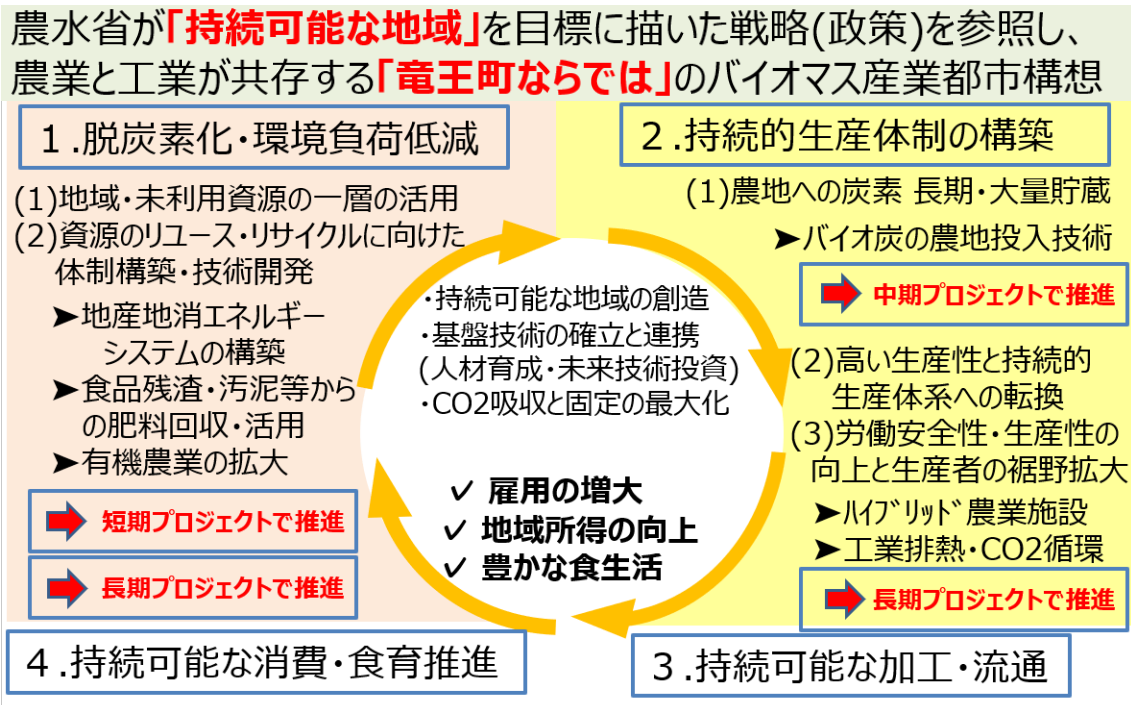 農水省が「持続可能な地域」を目標に描いた戦略(政策)を参照し、
農業と工業が共存する「竜王町ならでは」のバイオマス産業都市構想
１.脱炭素化・環境負荷低減
(1)地域・未利用資源の一層の活用
(2)資源のリユース・リサイクルに向けた
体制構築・技術開発
➤地産地消エネルギー
システムの構築
➤食品残渣・汚泥等から
の肥料回収・活用
➤有機農業の拡大
短期プロジェクトで推進
長期プロジェクトで推進
２.持続的生産体制の構築
(1)農地への炭素 長期・大量貯蔵
➤バイオ炭の農地投入技術
中期プロジェクトで推進
(2)高い生産性と持続的
生産体系への転換
(3)労働安全性・生産性の
向上と生産者の裾野拡大
➤ﾊｲﾌﾞﾘｯﾄﾞ農業施設
➤工業排熱・CO2循環
長期プロジェクトで推進
・持続可能な地域の創造
・基盤技術の確立と連携
(人材育成・未来技術投資)
・CO2吸収と固定の最大化
✓ 雇用の増大
✓ 地域所得の向上
✓ 豊かな食生活
４.持続可能な消費・食育推進
３.持続可能な加工・流通